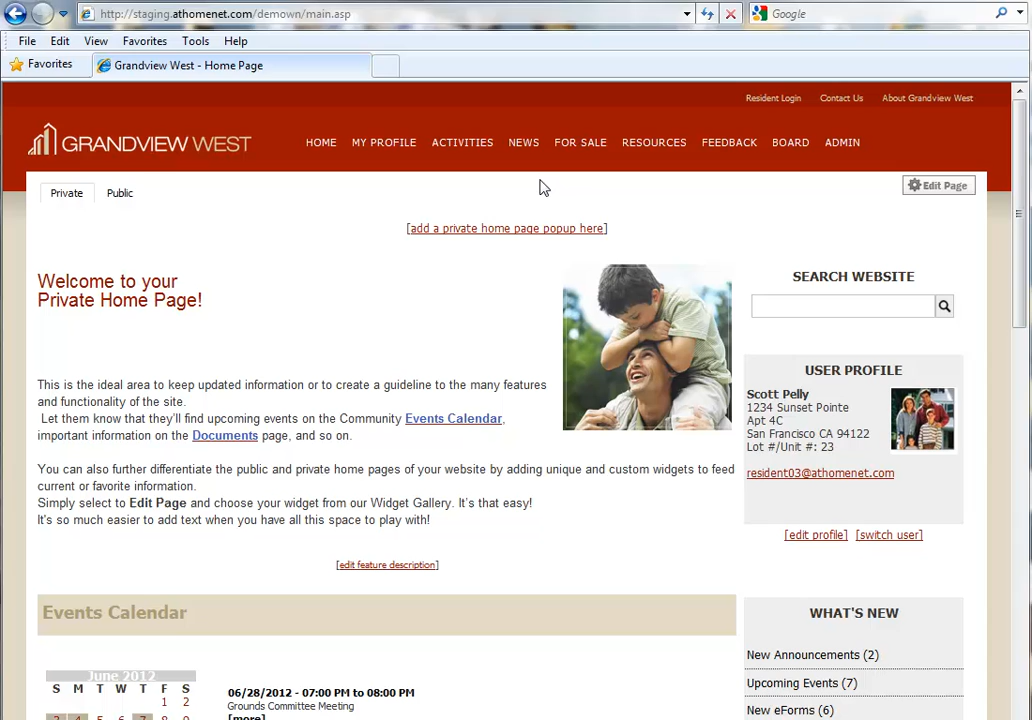 http://staging.athomenet.com/demown/main.asp
Google
File Edit View Favorites Tools Help
Favorites
Grandview West - Home Page
Resident Login Contact Us About Grandview West
GRANDVIEW WEST
HOME MY PROFILE ACTIVITIES NEWS FOR SALE RESOURCES FEEDBACK BOARD ADMIN
Private Public
Edit Page
[add a private home page popup here]
Welcome to your
Private Home Page!
This is the ideal area to keep updated information or to create a guideline to the many features
and functionality of the site.
Let them know that they'll find upcoming events on the Community Events Calendar,
important information on the Documents page, and so on.
You can also further differentiate the public and private home pages of your website by adding unique and custom widgets to feed
current or favorite information.
Simply select to Edit Page and choose your widget from our Widget Gallery. It's that easy!
It's so much easier to add text when you have all this space to play with!
[edit feature description]
Events Calendar
June 2012
S M T W T F S
1 2
3 4 5 6 7 8 9
06/28/2012 - 07:00 PM to 08:00 PM
Grounds Committee Meeting
[more]
SEARCH WEBSITE
USER PROFILE
Scott Pelly
1234 Sunset Pointe
Apt 4C
San Francisco CA 94122
Lot #/Unit #: 23
resident03@athomenet.com
[edit profile] [switch user]
WHAT'S NEW
New Announcements (2)
Upcoming Events (7)
New eForms (6)